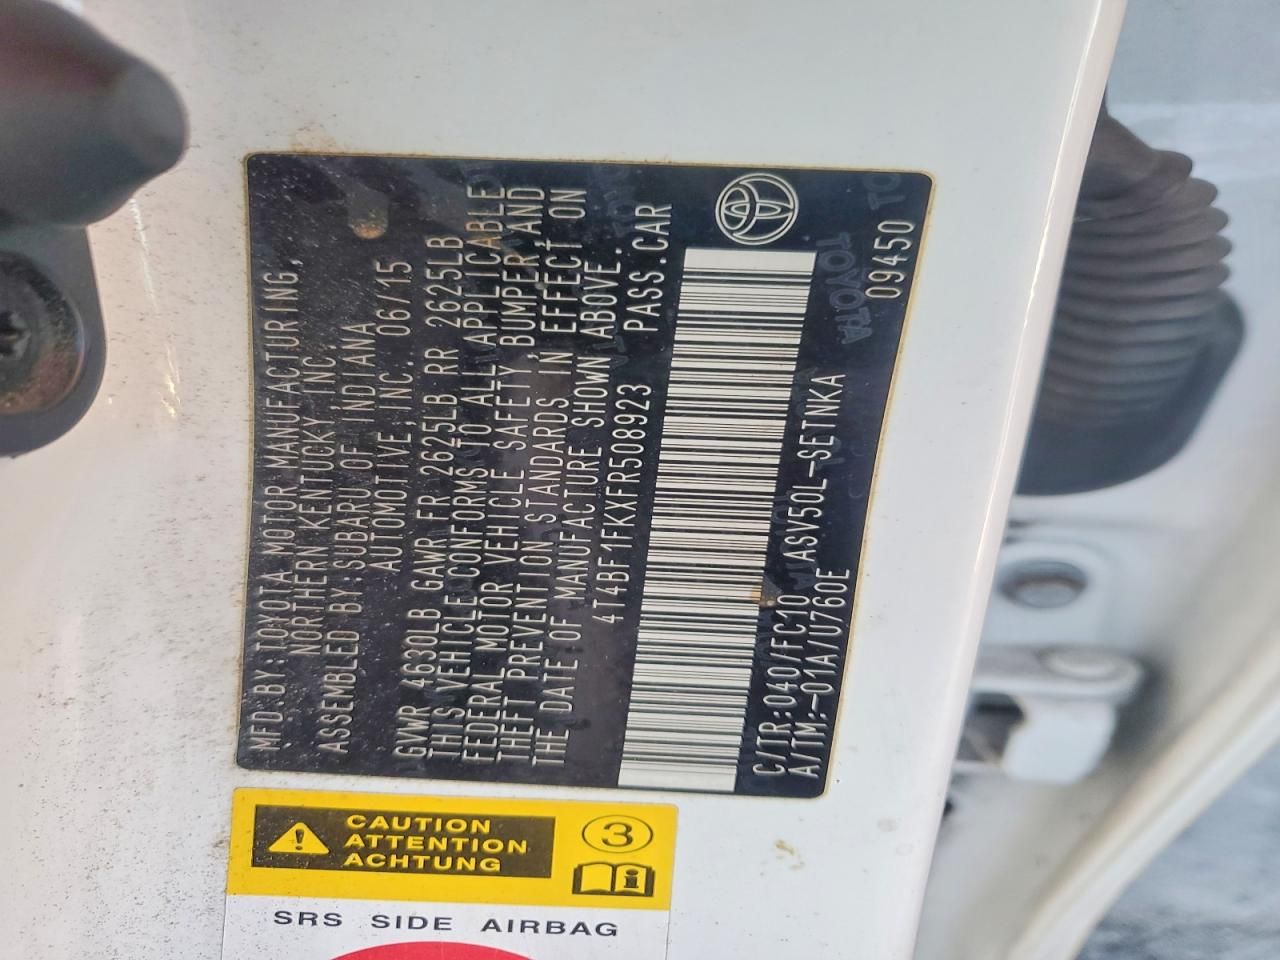 MFD.BY:TOYOTA MOTOR MANUFACTURING,
NORTHERN KENTUCKY, INC.
ASSEMBLED BY:SUBARU OF INDIANA
AUTOMOTIVE,INC. 06/15
GVWR 4630LB GAWR FR 2625LB RR 2625LB
THIS VEHICLE CONFORMS TO ALL APPLICABLE
FEDERAL MOTOR VEHICLE SAFETY, BUMPER, AND
THEFT PREVENTION STANDARDS IN EFFECT ON
THE DATE OF MANUFACTURE SHOWN ABOVE.
4T4BF1FKXFR508923 PASS.CAR
C/TR:040/FC10 ASV50L-SETNKA
A/TM:-01A/U760E 09450
TOYOTA
CAUTION
ATTENTION
ACHTUNG
3
i
SRS SIDE AIRBAG